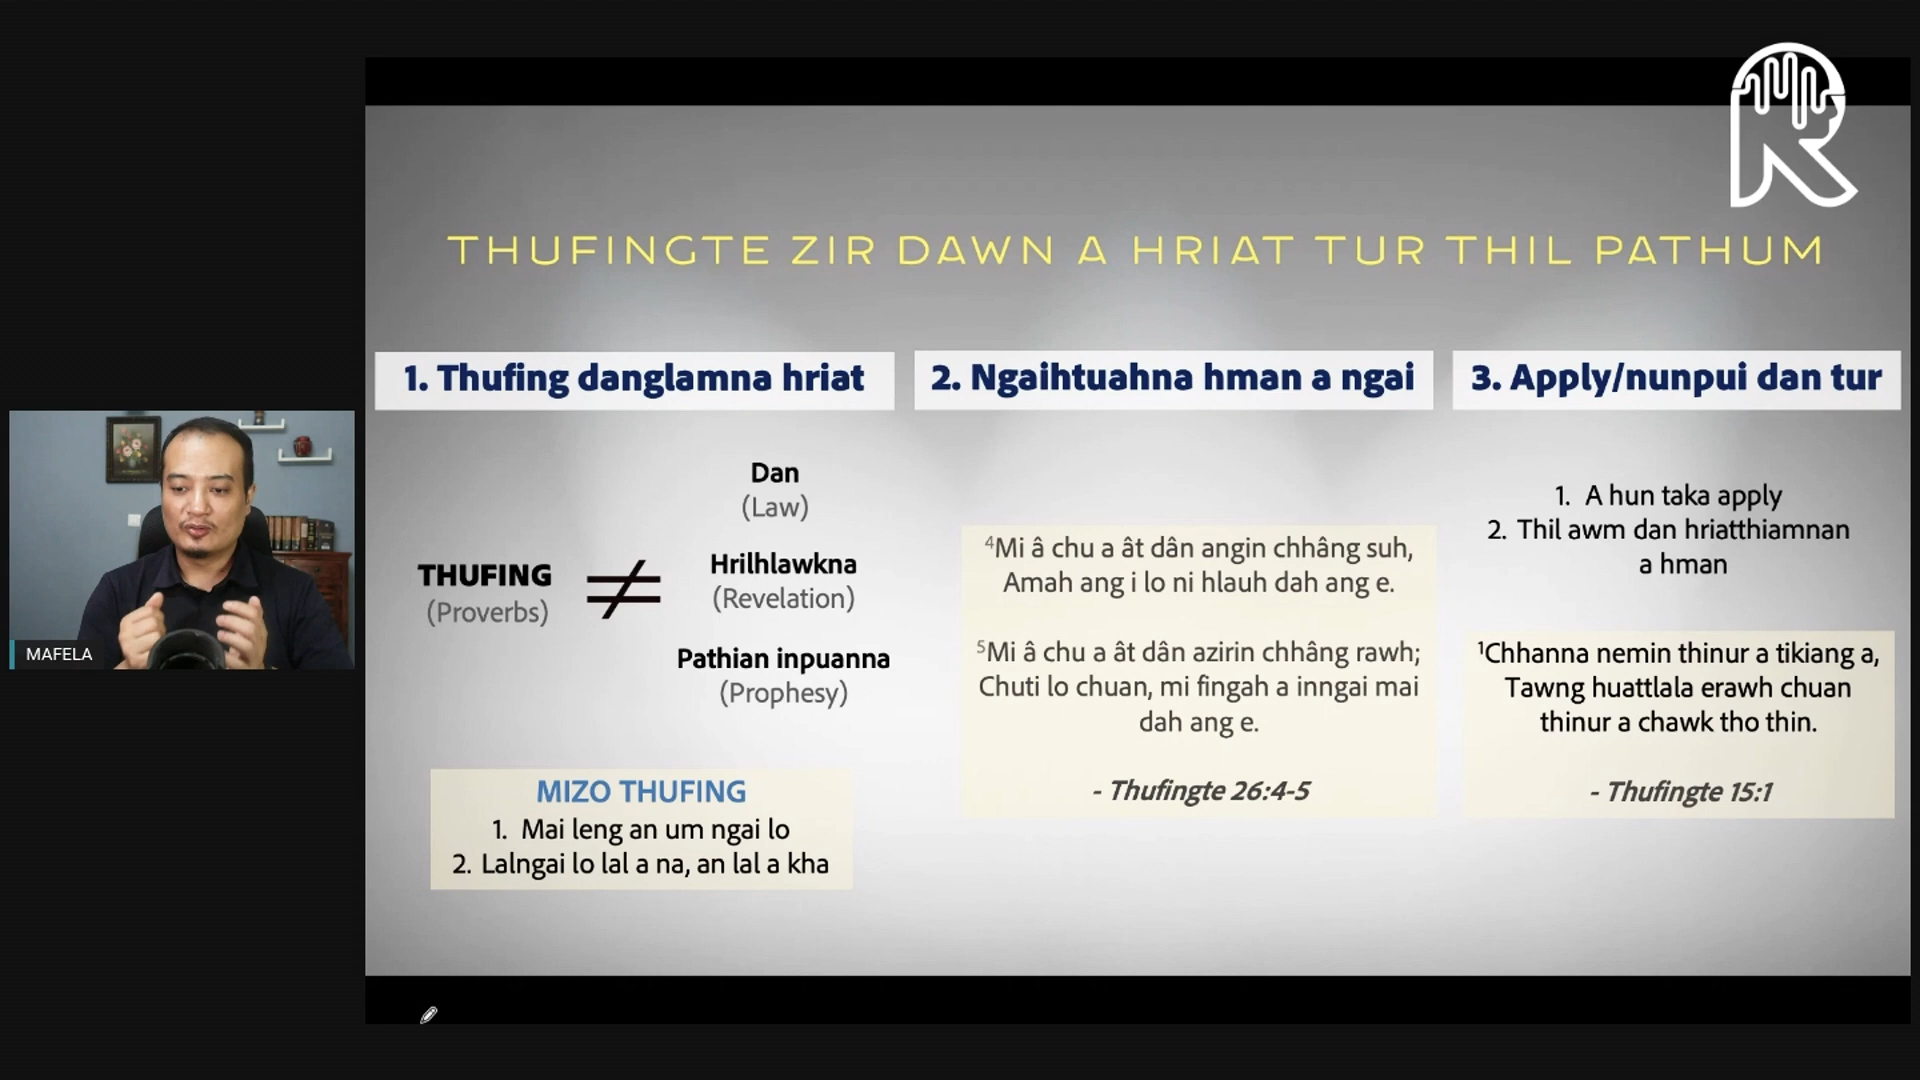 THUFINGTE ZIR DAWN A HRIAT TUR THIL PATHUM
1. Thufing danglamna hriat
THUFING
(Proverbs)
≠
Dan
(Law)
Hrilhlawkna
(Revelation)
Pathian inpuanna
(Prophesy)
MIZO THUFING
1. Mai leng an um ngai lo
2. Lalngai lo lal a na, an lal a kha
2. Ngaihtuahna hman a ngai
⁴Mi â chu a ât dân angin chhâng suh,
Amah ang i lo ni hlauh dah ang e.
⁵Mi â chu a ât dân azirin chhâng rawh;
Chuti lo chuan, mi fingah a inngai mai
dah ang e.
- Thufingte 26:4-5
3. Apply/nunpui dan tur
1. A hun taka apply
2. Thil awm dan hriatthiamnan
a hman
¹Chhanna nemin thinur a tikiang a,
Tawng huattlala erawh chuan
thinur a chawk tho thin.
- Thufingte 15:1
MAFELA